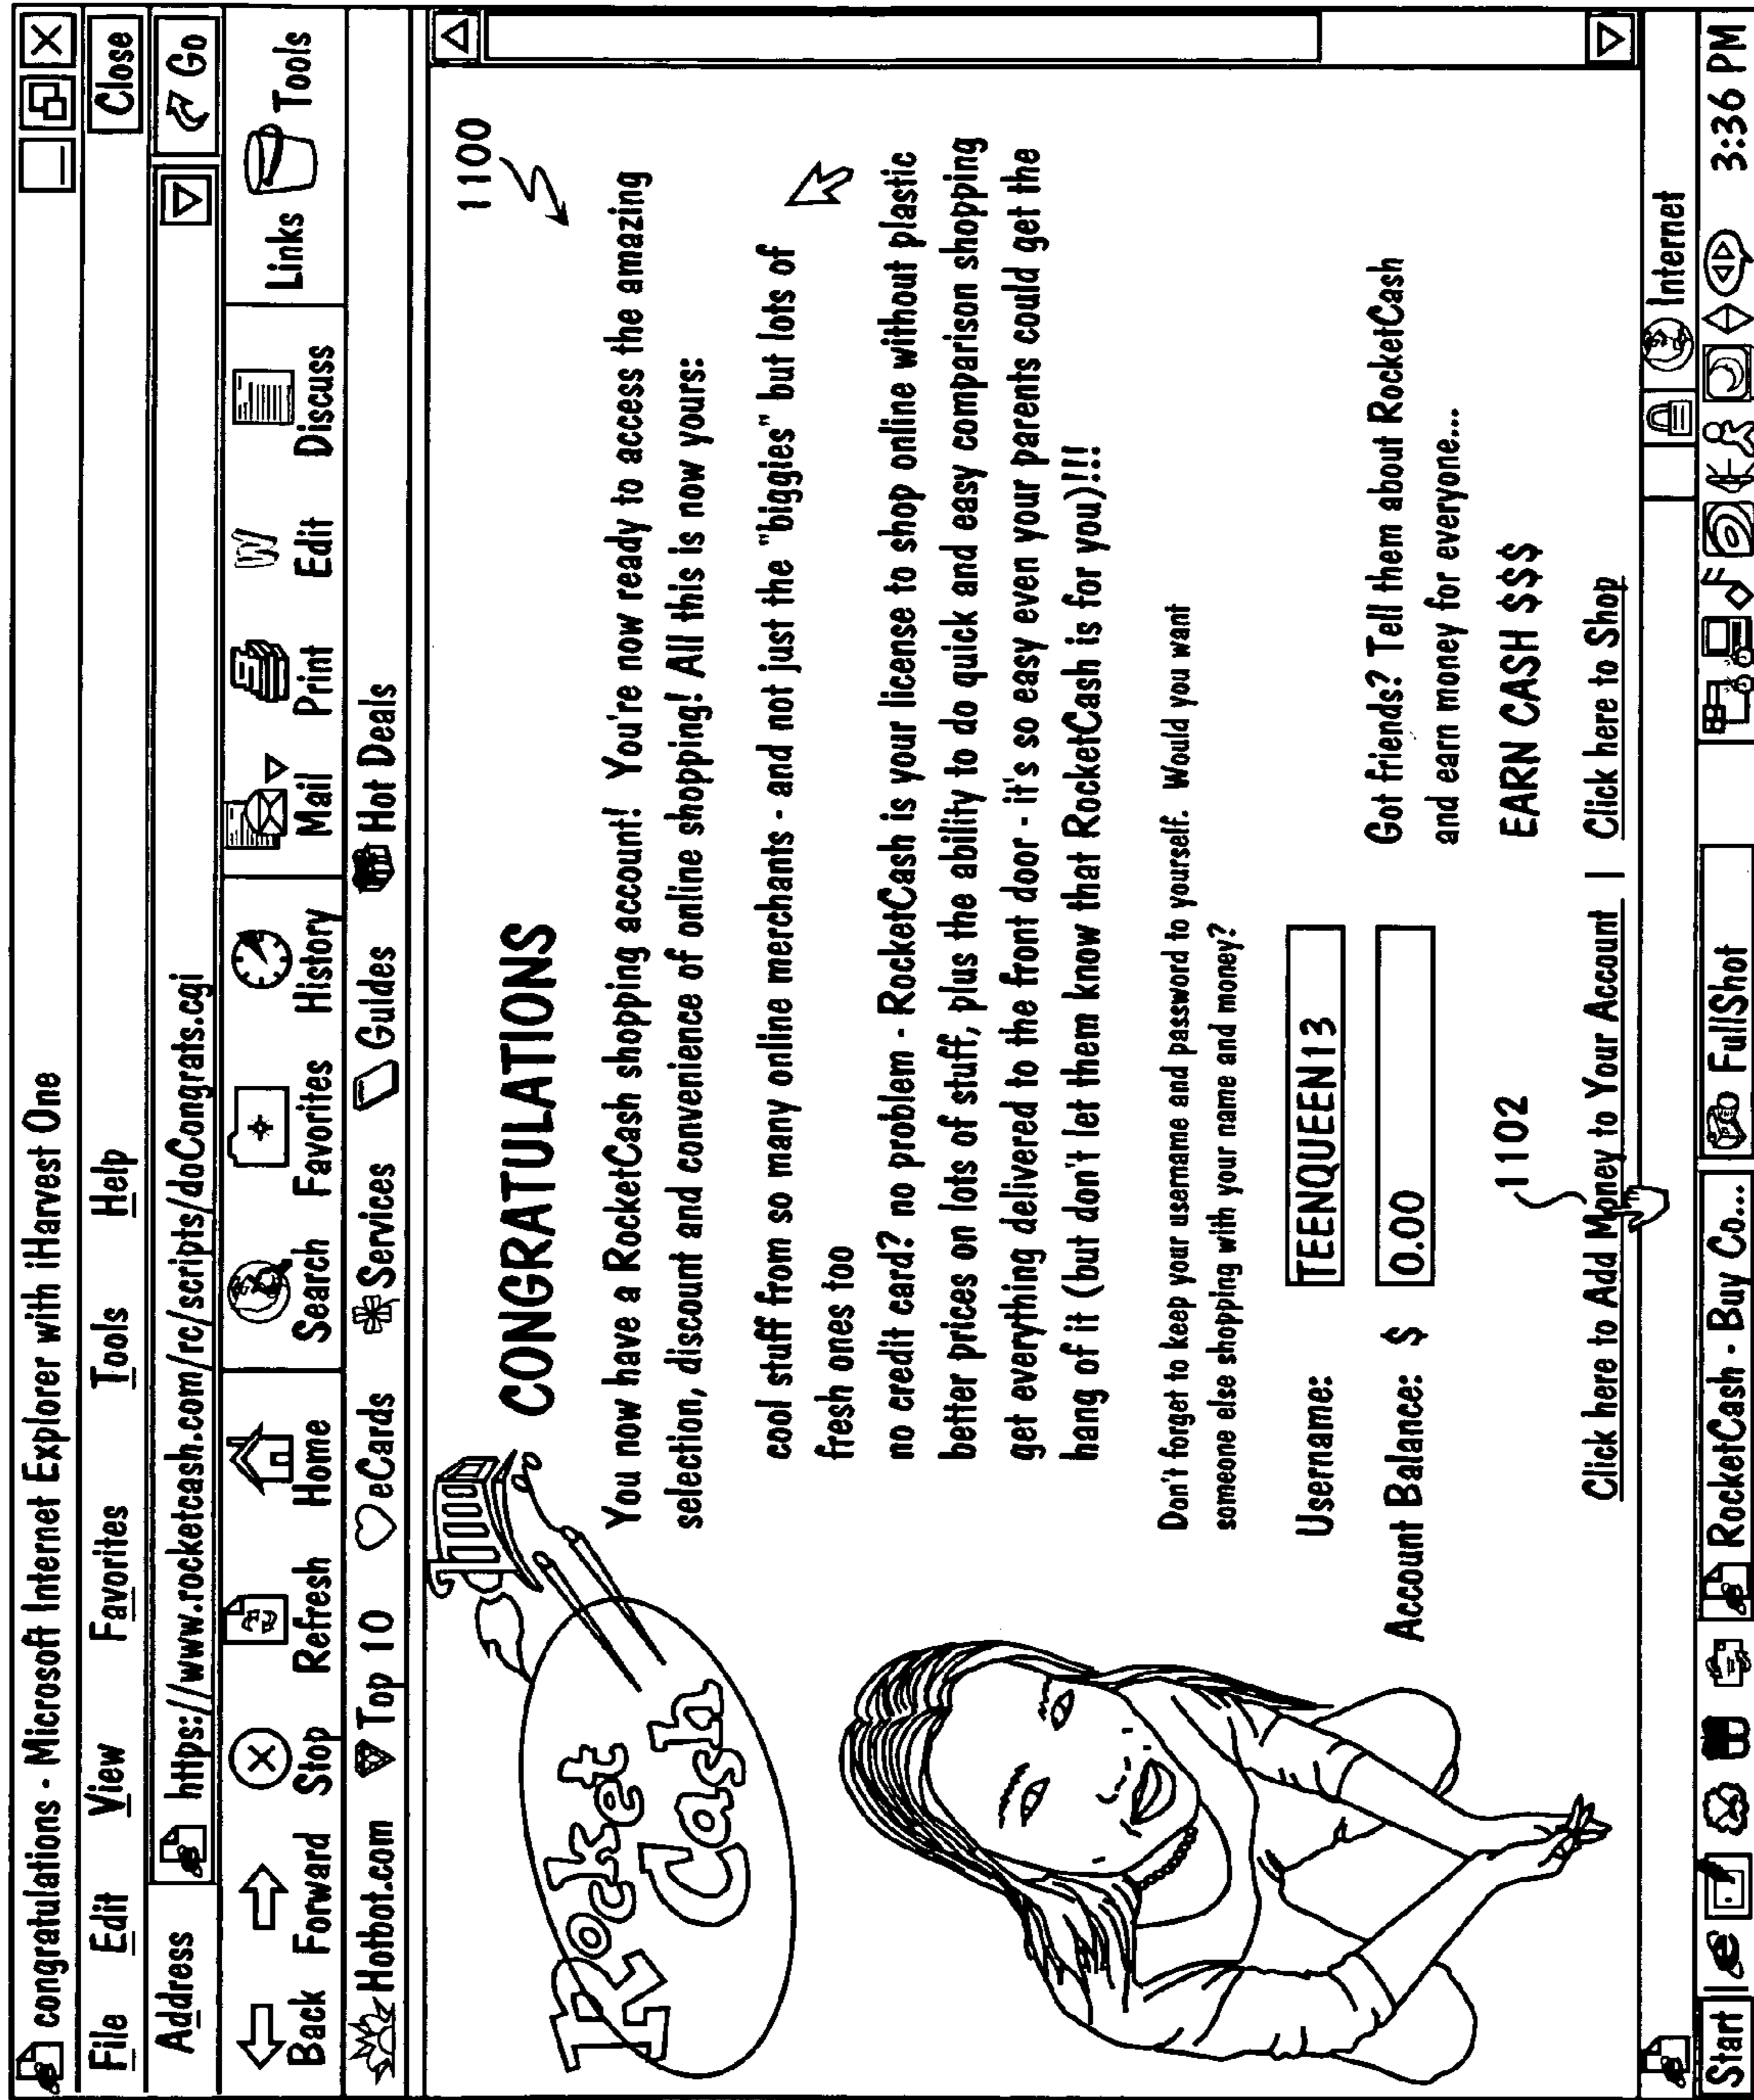 congratulations - Microsoft Internet Explorer with iHarvest One
File Edit View Favorites Tools Help Close
Address https://www.rocketcash.com/rc/scripts/doCongrats.cgi Go
Back Forward Stop Refresh Home Search Favorites History Mail Print Edit Discuss Links Tools
Hotbot.com Top 10 eCards Services Guides Hot Deals
Rocket
Cash
CONGRATULATIONS
1100
You now have a RocketCash shopping account! You're now ready to access the amazing
selection, discount and convenience of online shopping! All this is now yours:
cool stuff from so many online merchants - and not just the "biggies" but lots of
fresh ones too
no credit card? no problem - RocketCash is your license to shop online without plastic
better prices on lots of stuff, plus the ability to do quick and easy comparison shopping
get everything delivered to the front door - it's so easy even your parents could get the
hang of it (but don't let them know that RocketCash is for you)!!!
Don't forget to keep your username and password to yourself. Would you want
someone else shopping with your name and money?
Username: TEENQUEEN13
Account Balance: $ 0.00
Got friends? Tell them about RocketCash
and earn money for everyone...
EARN CASH $$$
1102
Click here to Add Money to Your Account | Click here to Shop
Internet
Start RocketCash - Buy Co... FullShot 3:36 PM